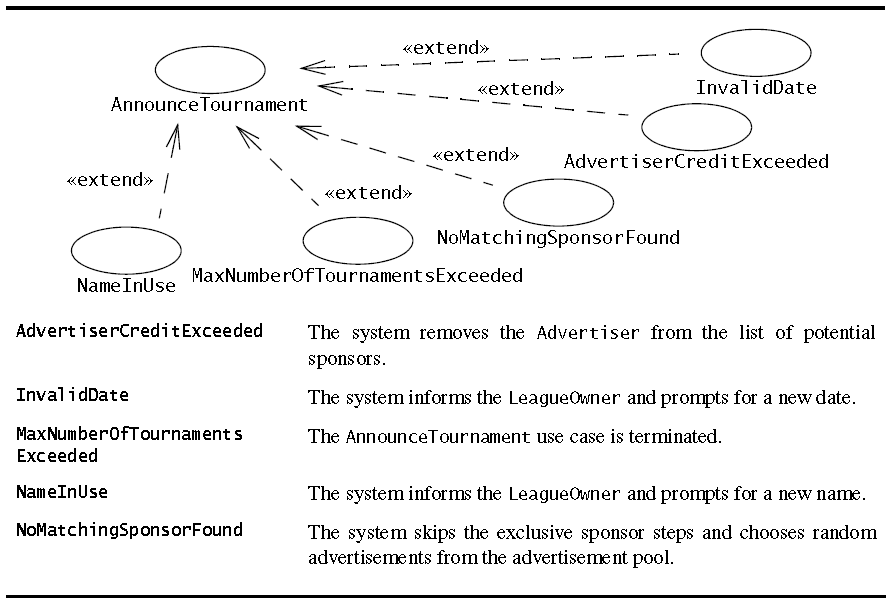 «extend»
InvalidDate
AnnounceTournament
«extend»
AdvertiserCreditExceeded
«extend»
«extend»
«extend»
NoMatchingSponsorFound
NameInUse
MaxNumberOfTournamentsExceeded
AdvertiserCreditExceeded The system removes the Advertiser from the list of potential
sponsors.
InvalidDate The system informs the LeagueOwner and prompts for a new date.
MaxNumberOfTournaments The AnnounceTournament use case is terminated.
Exceeded
NameInUse The system informs the LeagueOwner and prompts for a new name.
NoMatchingSponsorFound The system skips the exclusive sponsor steps and chooses random
advertisements from the advertisement pool.